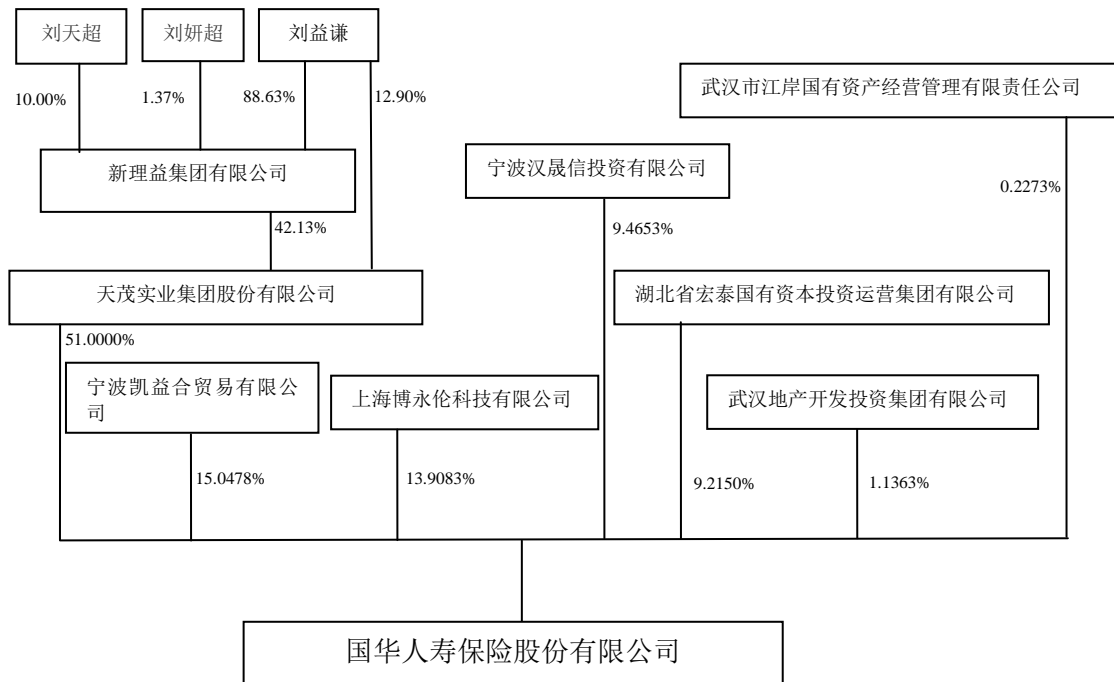 刘天超
刘妍超
刘益谦
10.00%
1.37%
88.63%
12.90%
武汉市江岸国有资产经营管理有限责任公司
新理益集团有限公司
宁波汉晟信投资有限公司
0.2273%
42.13%
9.4653%
天茂实业集团股份有限公司
湖北省宏泰国有资本投资运营集团有限公司
51.0000%
宁波凯益合贸易有限公
司
上海博永伦科技有限公司
武汉地产开发投资集团有限公司
15.0478%
13.9083%
9.2150%
1.1363%
国华人寿保险股份有限公司